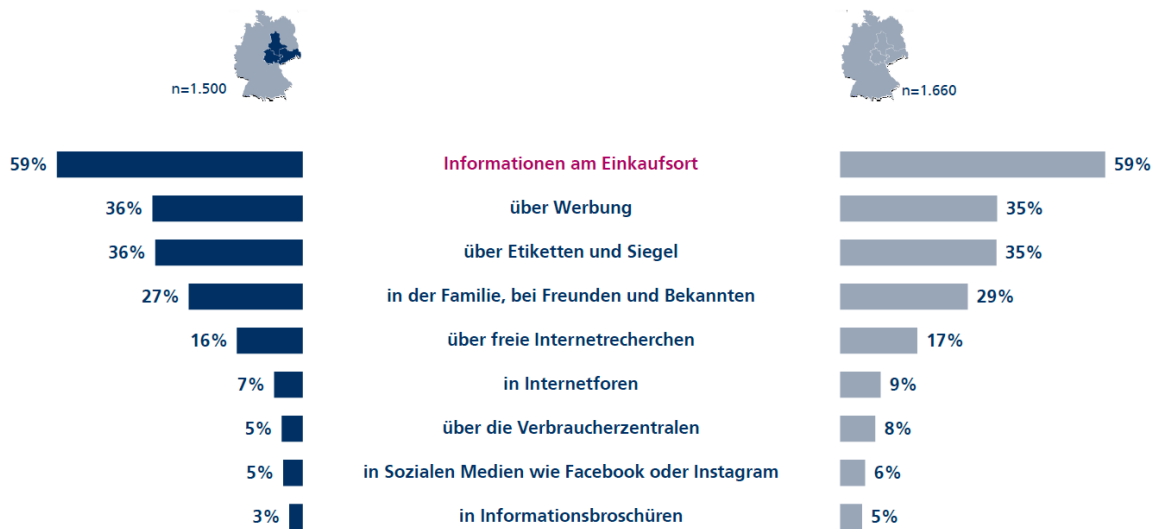 n=1.500
n=1.660
59% Informationen am Einkaufsort 59%
36% über Werbung 35%
36% über Etiketten und Siegel 35%
27% in der Familie, bei Freunden und Bekannten 29%
16% über freie Internetrecherchen 17%
7% in Internetforen 9%
5% über die Verbraucherzentralen 8%
5% in Sozialen Medien wie Facebook oder Instagram 6%
3% in Informationsbroschüren 5%